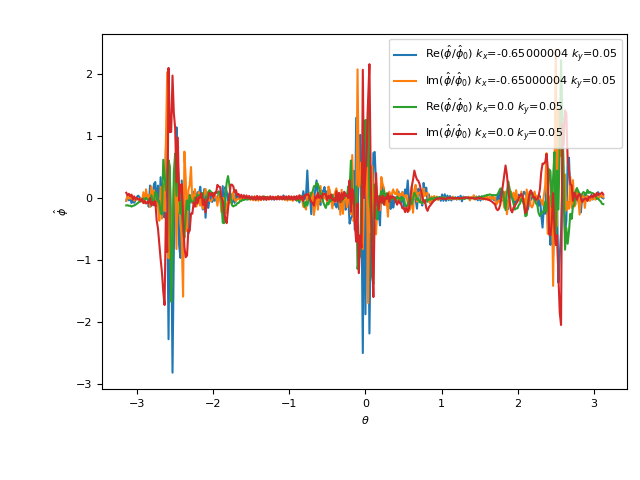 Re(ϕ̂/ϕ̂₀) kₓ=-0.65000004 k_y=0.05
Im(ϕ̂/ϕ̂₀) kₓ=-0.65000004 k_y=0.05
Re(ϕ̂/ϕ̂₀) kₓ=0.0 k_y=0.05
Im(ϕ̂/ϕ̂₀) kₓ=0.0 k_y=0.05
2
1
0
−1
−2
−3
ϕ̂
−3 −2 −1 0 1 2 3
θ